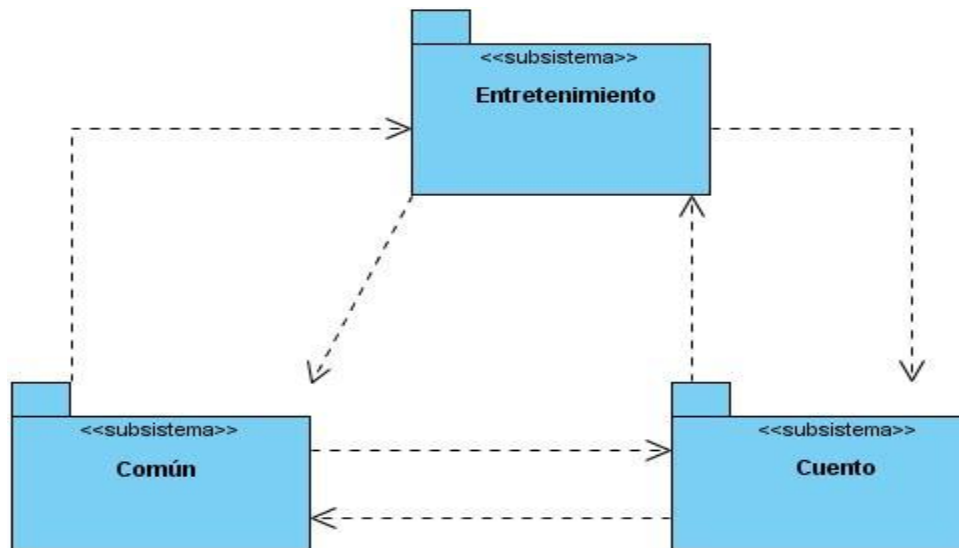 <<subsistema>>
Entretenimiento
<<subsistema>>
Común
<<subsistema>>
Cuento